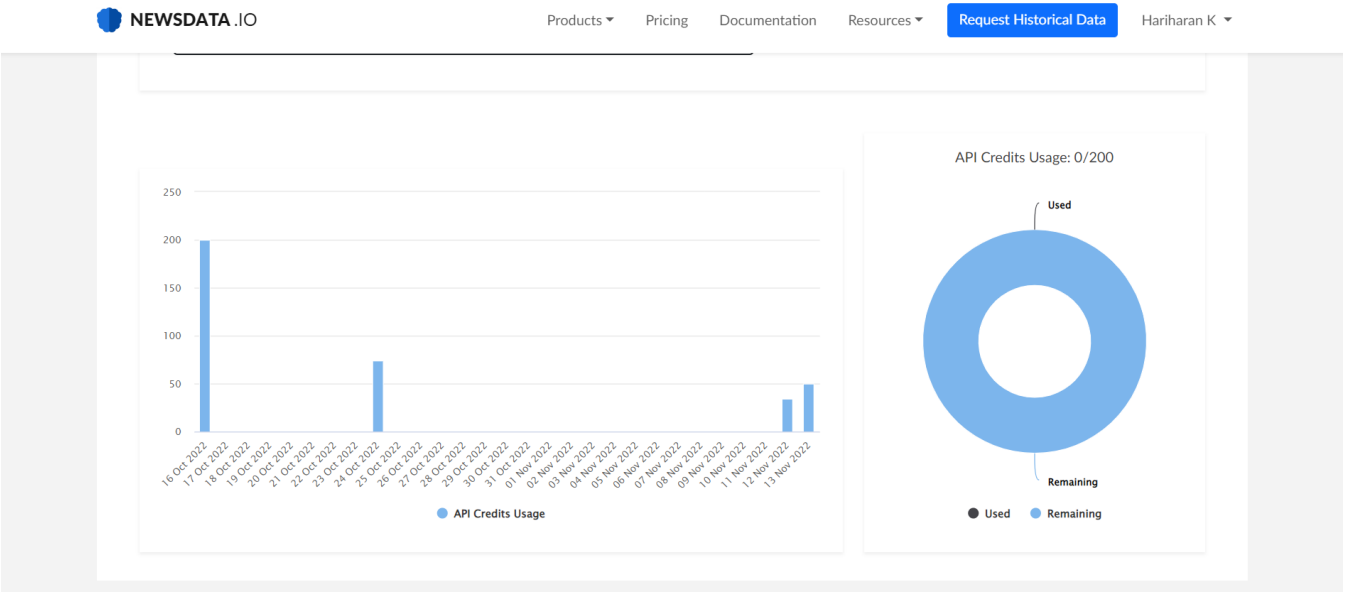 NEWSDATA.IO Products Pricing Documentation Resources Request Historical Data Hariharan K
API Credits Usage: 0/200
250
200
150
100
50
0
16 Oct 2022 17 Oct 2022 18 Oct 2022 19 Oct 2022 20 Oct 2022 21 Oct 2022 22 Oct 2022 23 Oct 2022 24 Oct 2022 25 Oct 2022 26 Oct 2022 27 Oct 2022 28 Oct 2022 29 Oct 2022 30 Oct 2022 31 Oct 2022 01 Nov 2022 02 Nov 2022 03 Nov 2022 04 Nov 2022 05 Nov 2022 06 Nov 2022 07 Nov 2022 08 Nov 2022 09 Nov 2022 10 Nov 2022 11 Nov 2022 12 Nov 2022 13 Nov 2022
API Credits Usage
Used
Remaining
Used Remaining